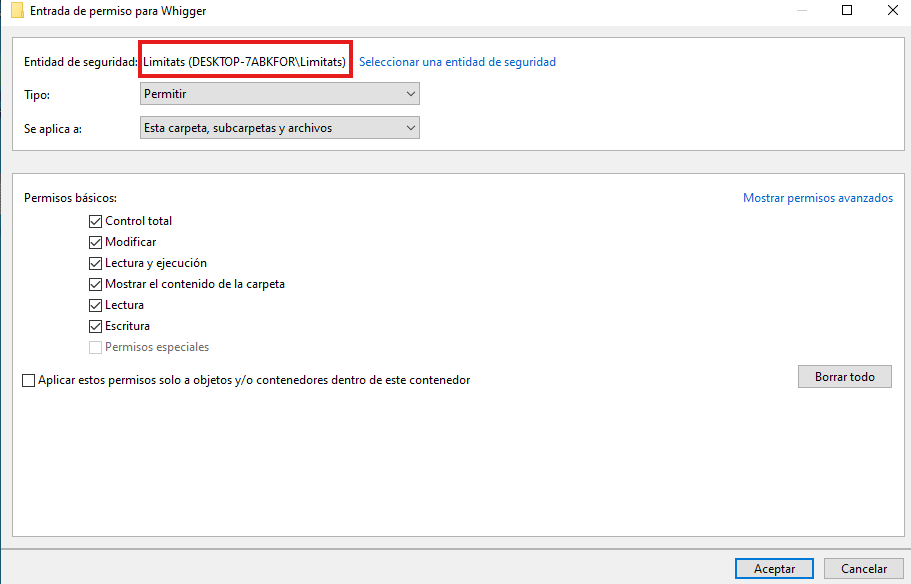 Entrada de permiso para Whigger
Entidad de seguridad: Limitats (DESKTOP-7ABKFOR\Limitats) Seleccionar una entidad de seguridad
Tipo: Permitir
Se aplica a: Esta carpeta, subcarpetas y archivos
Permisos básicos: Mostrar permisos avanzados
Control total
Modificar
Lectura y ejecución
Mostrar el contenido de la carpeta
Lectura
Escritura
Permisos especiales
Aplicar estos permisos solo a objetos y/o contenedores dentro de este contenedor Borrar todo
Aceptar Cancelar